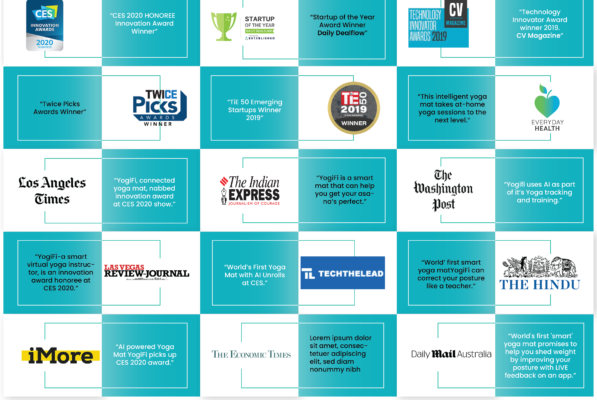 CES
INNOVATION
AWARDS
2020
"CES 2020 HONOREE
Innovation Award
Winner"
STARTUP
OF THE YEAR
"Startup of the Year
Award Winner
Daily Dealflow"
TECHNOLOGY
INNOVATOR
AWARDS 2019
CV
MAGAZINE
"Technology
Innovator Award
winner 2019.
CV Magazine"
"Twice Picks
Awards Winner"
TWICE
PICKS
AWARDS
WINNER
"TiE 50 Emerging
Startups Winner
2019"
TiE50
2019
WINNER
"This intelligent yoga
mat takes at-home
yoga sessions to the
next level."
EVERYDAY
HEALTH
Los Angeles
Times
"YogiFi, connected
yoga mat, nabbed
innovation award
at CES 2020 show."
The Indian
EXPRESS
JOURNALISM OF COURAGE
"YogiFi is a smart
mat that can help
you get your asa-
na's perfect."
The
Washington
Post
"Yogifi uses AI as part
of it's Yoga tracking
and training."
"YogiFi-a smart
virtual yoga instruc-
tor, is an innovation
award honoree at
CES 2020."
LAS VEGAS
REVIEW-JOURNAL
"World's First Yoga
Mat with AI Unrolls
at CES."
TL TECHTHELEAD
"World' first smart
yoga matYogiFi can
correct your posture
like a teacher."
THE HINDU
iMore
"AI powered Yoga
Mat YogiFi picks up
CES 2020 award."
THE ECONOMIC TIMES
Lorem ipsum dolor
sit amet, consec-
tetuer adipiscing
elit, sed diam
nonummy nibh
Daily Mail Australia
"World's first 'smart'
yoga mat promises to
help you shed weight
by improving your
posture with LIVE
feedback on an app."